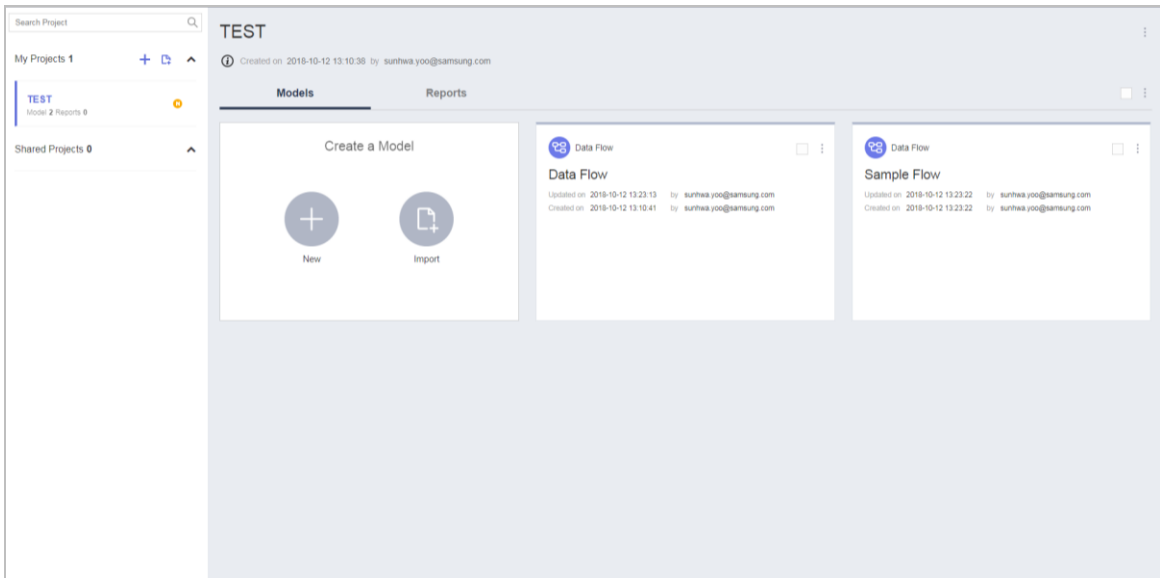 Search Project
My Projects 1
TEST
Model 2 Reports 0
Shared Projects 0
TEST
Created on 2018-10-12 13:10:38 by sunhwa.yoo@samsung.com
Models Reports
Create a Model
New Import
Data Flow
Data Flow
Updated on 2018-10-12 13:23:13 by sunhwa.yoo@samsung.com
Created on 2018-10-12 13:10:41 by sunhwa.yoo@samsung.com
Data Flow
Sample Flow
Updated on 2018-10-12 13:23:22 by sunhwa.yoo@samsung.com
Created on 2018-10-12 13:23:22 by sunhwa.yoo@samsung.com